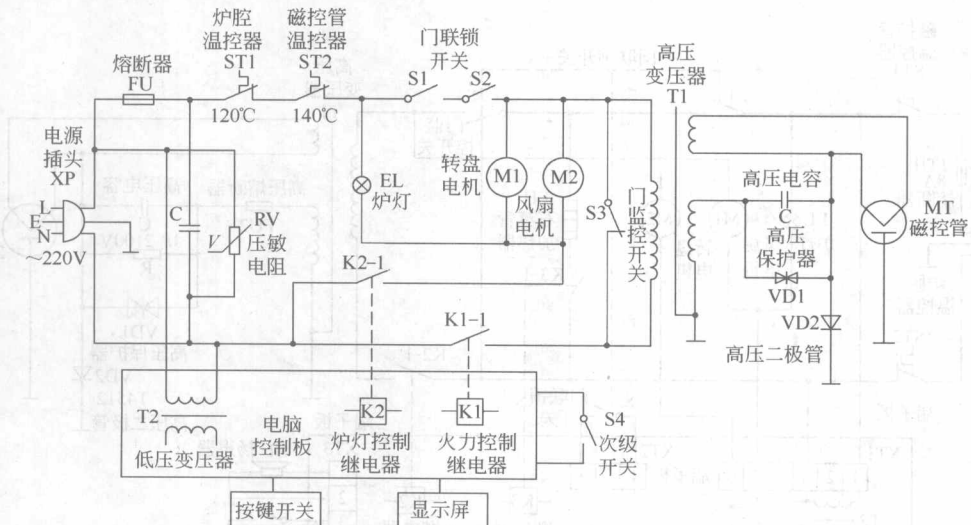 炉腔
温控器
ST1
磁控管
温控器
ST2
门联锁
开关
高压
变压器
T1
熔断器
FU
S1
S2
120℃
140℃
电源
插头
XP
L
E
N
~220V
C
V
RV
压敏
电阻
EL
炉灯
转盘
电机
M1
M2
风扇
电机
S3
门监控开关
高压电容
高压
保护器
VD1
MT
磁控管
VD2
高压二极管
K2-1
K1-1
T2
低压变压器
电脑
控制板
K2
炉灯控制
继电器
K1
火力控制
继电器
S4
次级
开关
按键开关
显示屏